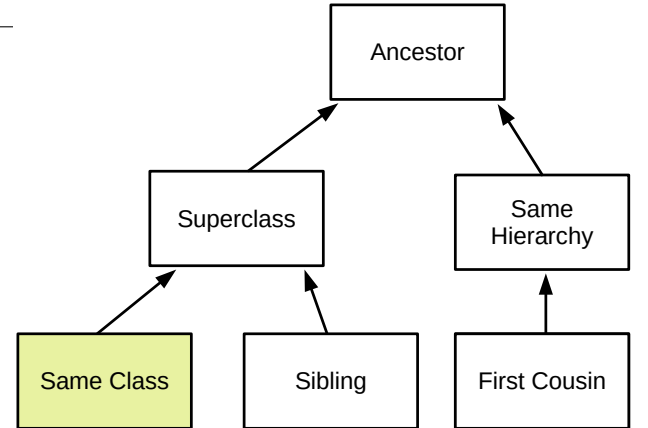 Ancestor
Superclass
Same
Hierarchy
Same Class
Sibling
First Cousin